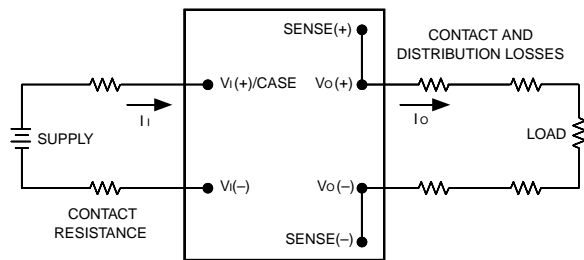 SENSE(+)
CONTACT AND
DISTRIBUTION LOSSES
VI(+)/CASE
VO(+)
II
IO
SUPPLY
LOAD
VI(–)
VO(–)
CONTACT
RESISTANCE
SENSE(–)